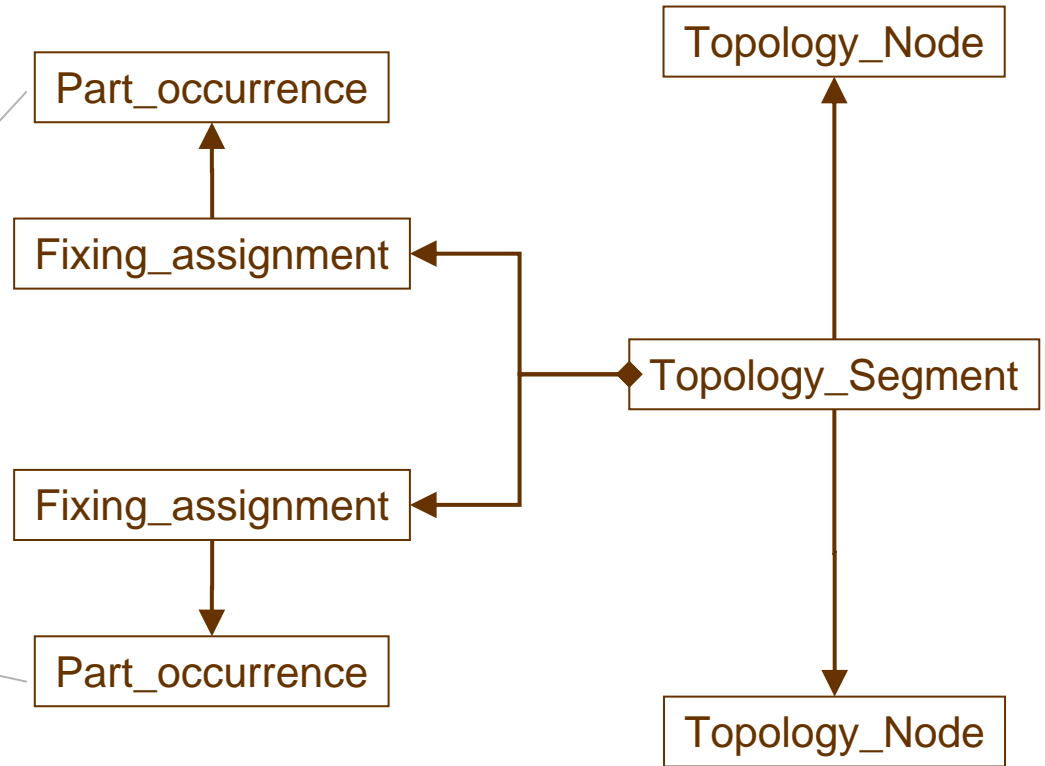 Topology_Node
Part_occurrence
Fixing_assignment
Topology_Segment
Fixing_assignment
Part_occurrence
Topology_Node